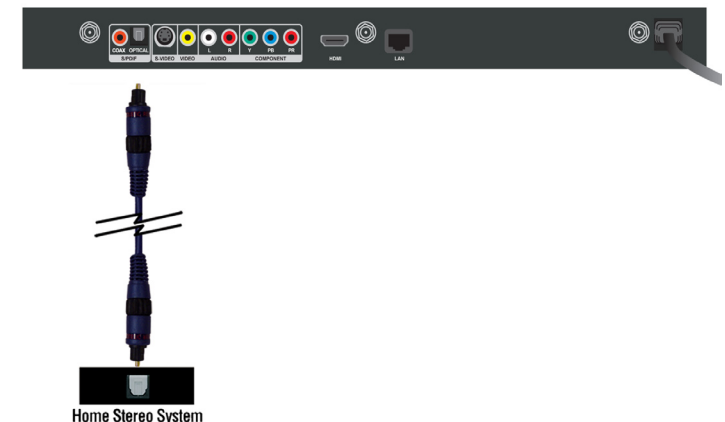 COAX OPTICAL
S/PDIF
S-VIDEO
VIDEO
L R
AUDIO
Y PB PR
COMPONENT
HDMI
LAN
Home Stereo System